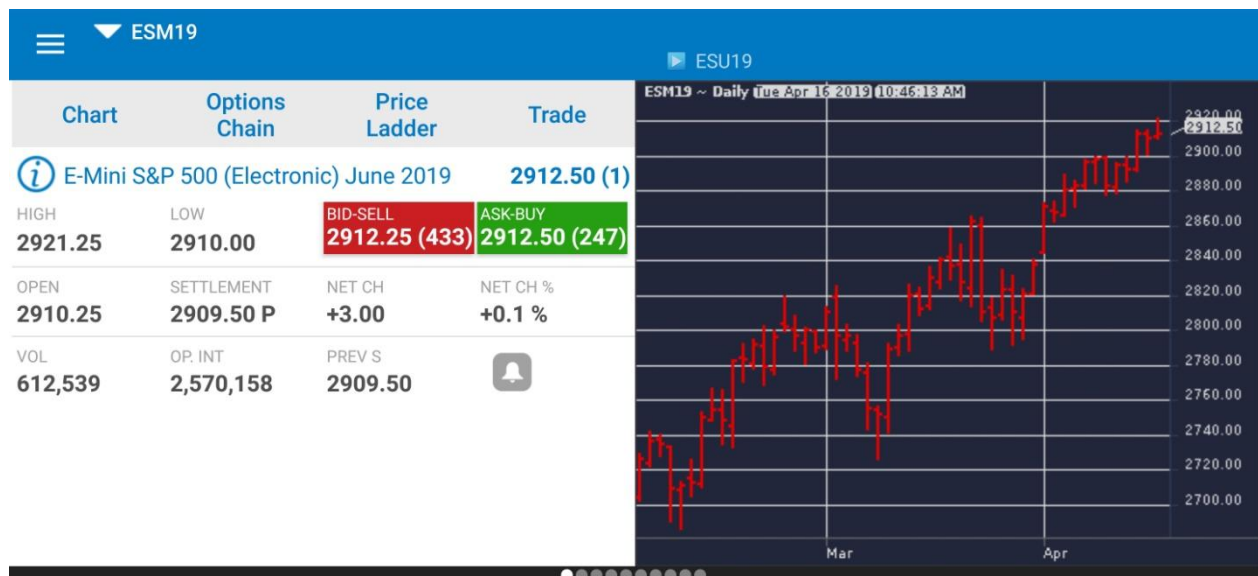 ESM19
ESU19
Chart
Options
Chain
Price
Ladder
Trade
E-Mini S&P 500 (Electronic) June 2019 2912.50 (1)
HIGH LOW BID-SELL ASK-BUY
2921.25 2910.00 2912.25 (433) 2912.50 (247)
OPEN SETTLEMENT NET CH NET CH %
2910.25 2909.50 P +3.00 +0.1 %
VOL OP. INT PREV S
612,539 2,570,158 2909.50
ESM19 ~ Daily (Tue Apr 16 2019) (10:46:13 AM)
2920.00
2912.50
2900.00
2880.00
2860.00
2840.00
2820.00
2800.00
2780.00
2760.00
2740.00
2720.00
2700.00
Mar Apr